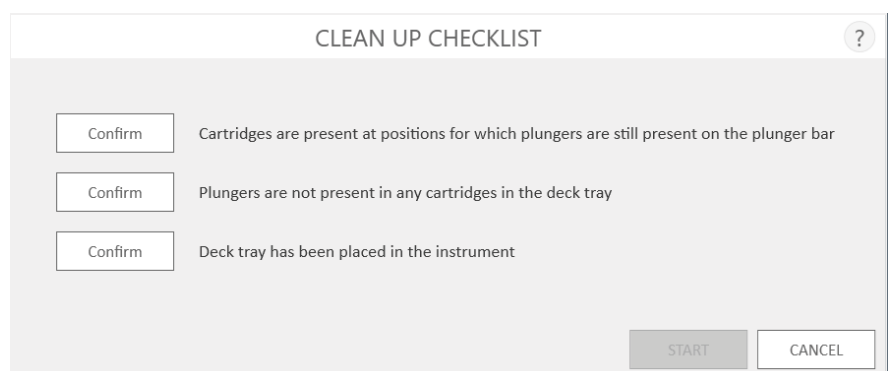 CLEAN UP CHECKLIST
?
Confirm Cartridges are present at positions for which plungers are still present on the plunger bar
Confirm Plungers are not present in any cartridges in the deck tray
Confirm Deck tray has been placed in the instrument
START CANCEL